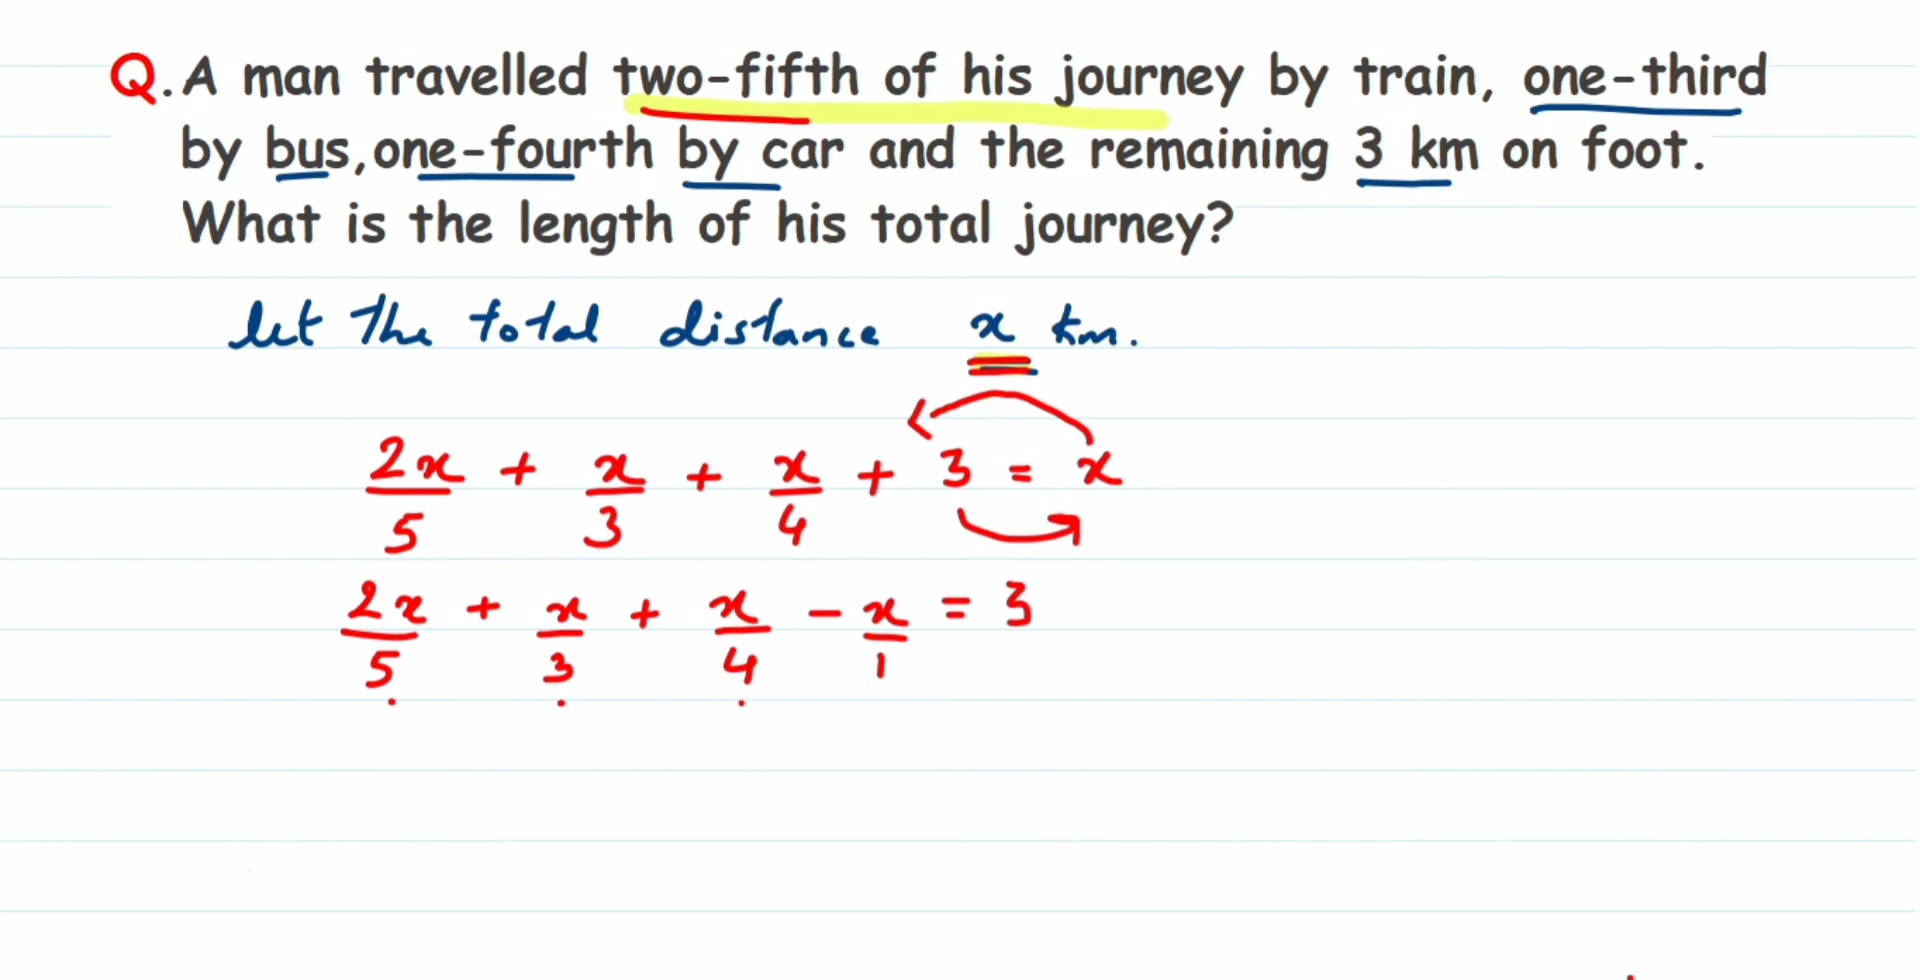 Q. A man travelled two-fifth of his journey by train, one-third
by bus,one-fourth by car and the remaining 3 km on foot.
What is the length of his total journey?
let the total distance x km.
2x/5 + x/3 + x/4 + 3 = x
2x/5 + x/3 + x/4 - x/1 = 3